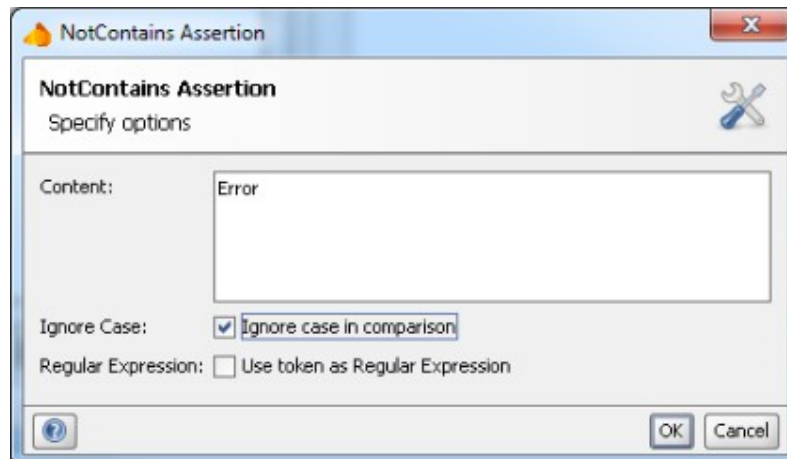 NotContains Assertion
NotContains Assertion
Specify options
Content:
Error
Ignore Case: Ignore case in comparison
Regular Expression: Use token as Regular Expression
OK Cancel